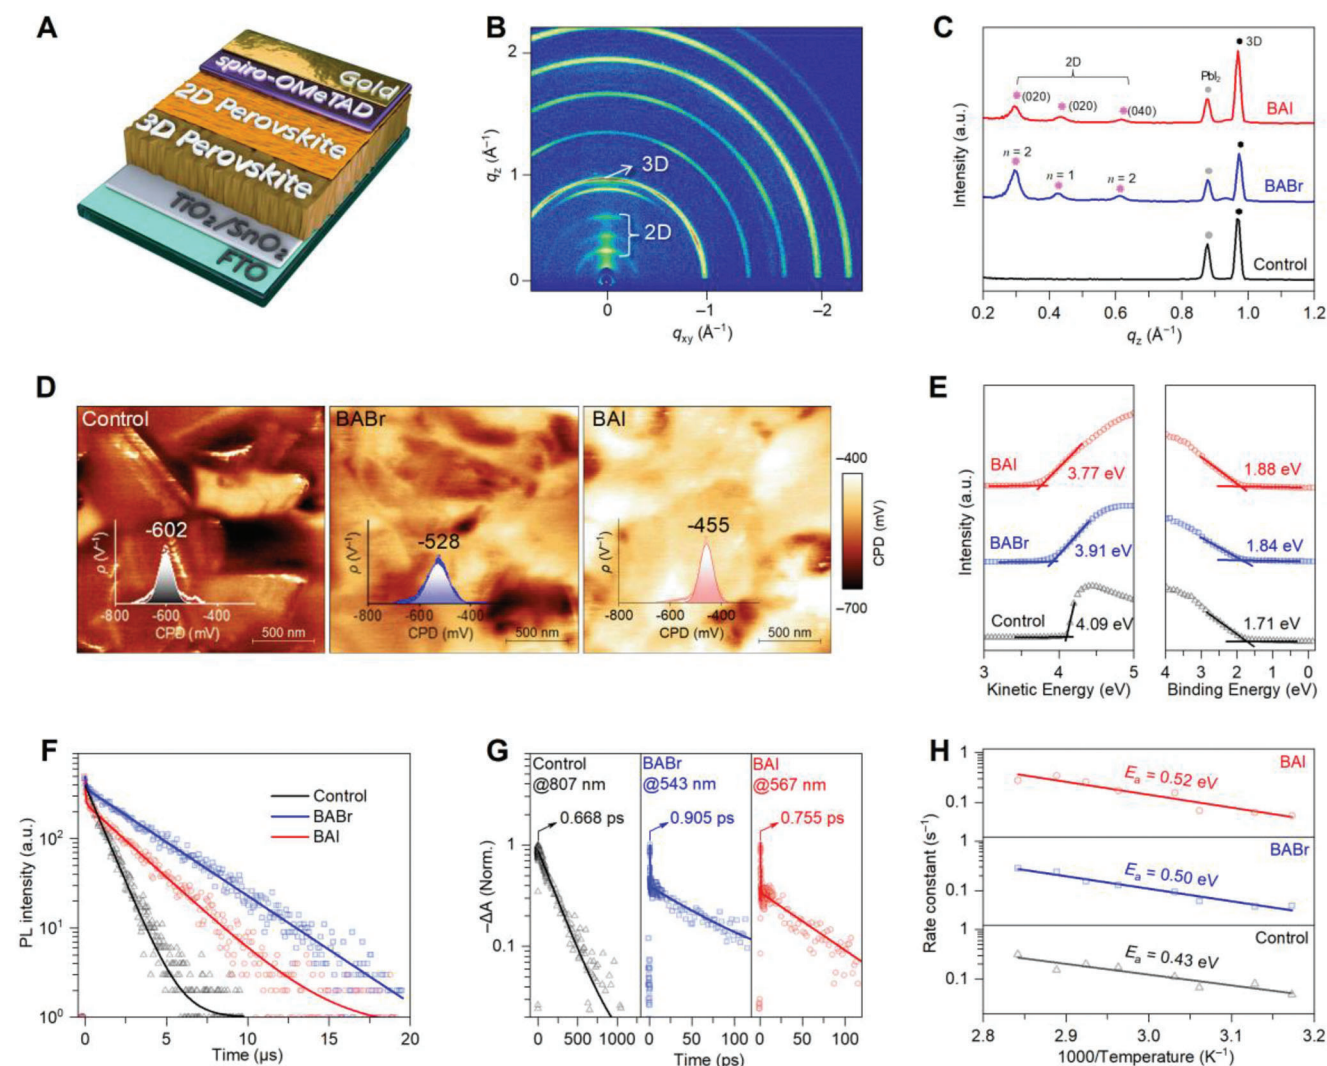 A
Gold
spiro-OMeTAD
2D Perovskite
3D Perovskite
TiO₂/SnO₂
FTO
B
2
1
0
qz (Å⁻¹)
3D
2D
0
−1
−2
qxy (Å⁻¹)
C
3D
2D
PbI₂
(020)
(020)
(040)
BAI
n = 2
n = 1
n = 2
BABr
Control
Intensity (a.u.)
0.2
0.4
0.6
0.8
1.0
1.2
qz (Å⁻¹)
D
Control
-602
ρ (V⁻¹)
-800
-600
-400
CPD (mV)
500 nm
BABr
-528
ρ (V⁻¹)
-800
-600
-400
CPD (mV)
500 nm
BAI
-455
ρ (V⁻¹)
-800
-600
-400
CPD (mV)
500 nm
−400
CPD (mV)
−700
E
Intensity (a.u.)
BAI
3.77 eV
1.88 eV
BABr
3.91 eV
1.84 eV
Control
4.09 eV
1.71 eV
3
4
5
Kinetic Energy (eV)
4
3
2
1
0
Binding Energy (eV)
F
PL intensity (a.u.)
10²
10¹
10⁰
Control
BABr
BAI
0
5
10
15
20
Time (µs)
G
Control
@807 nm
0.668 ps
BABr
@543 nm
0.905 ps
BAI
@567 nm
0.755 ps
−ΔA (Norm.)
1
0.1
0
500
1000
0
50
100
0
50
100
Time (ps)
H
Rate constant (s⁻¹)
1
0.1
BAI
Ea = 0.52 eV
1
0.1
BABr
Ea = 0.50 eV
1
0.1
Control
Ea = 0.43 eV
2.8
2.9
3.0
3.1
3.2
1000/Temperature (K⁻¹)